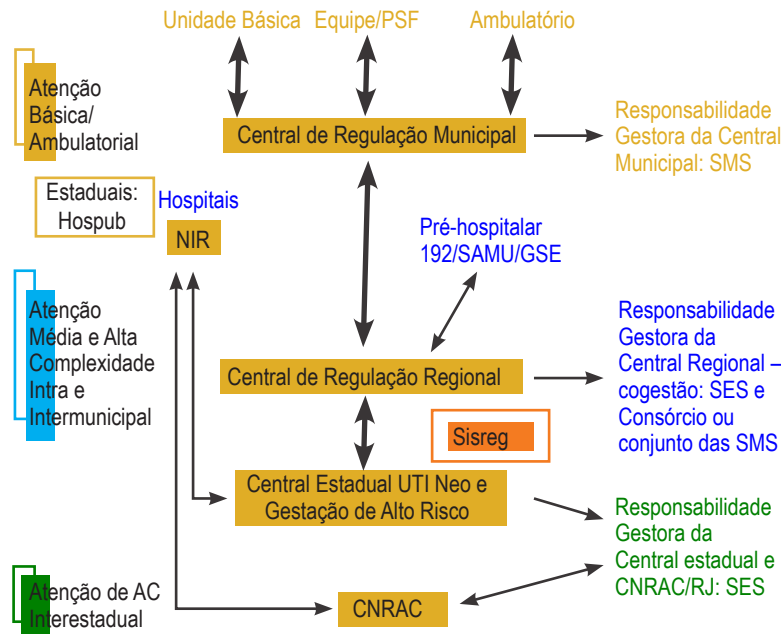 Unidade Básica
Equipe/PSF
Ambulatório
Atenção
Básica/
Ambulatorial
Central de Regulação Municipal
Responsabilidade
Gestora da Central
Municipal: SMS
Estaduais:
Hospub
Hospitais
NIR
Pré-hospitalar
192/SAMU/GSE
Atenção
Média e Alta
Complexidade
Intra e
Intermunicipal
Central de Regulação Regional
Responsabilidade
Gestora da
Central Regional –
cogestão: SES e
Consórcio ou
conjunto das SMS
Sisreg
Central Estadual UTI Neo e
Gestação de Alto Risco
Responsabilidade
Gestora da
Central estadual e
CNRAC/RJ: SES
Atenção de AC
Interestadual
CNRAC